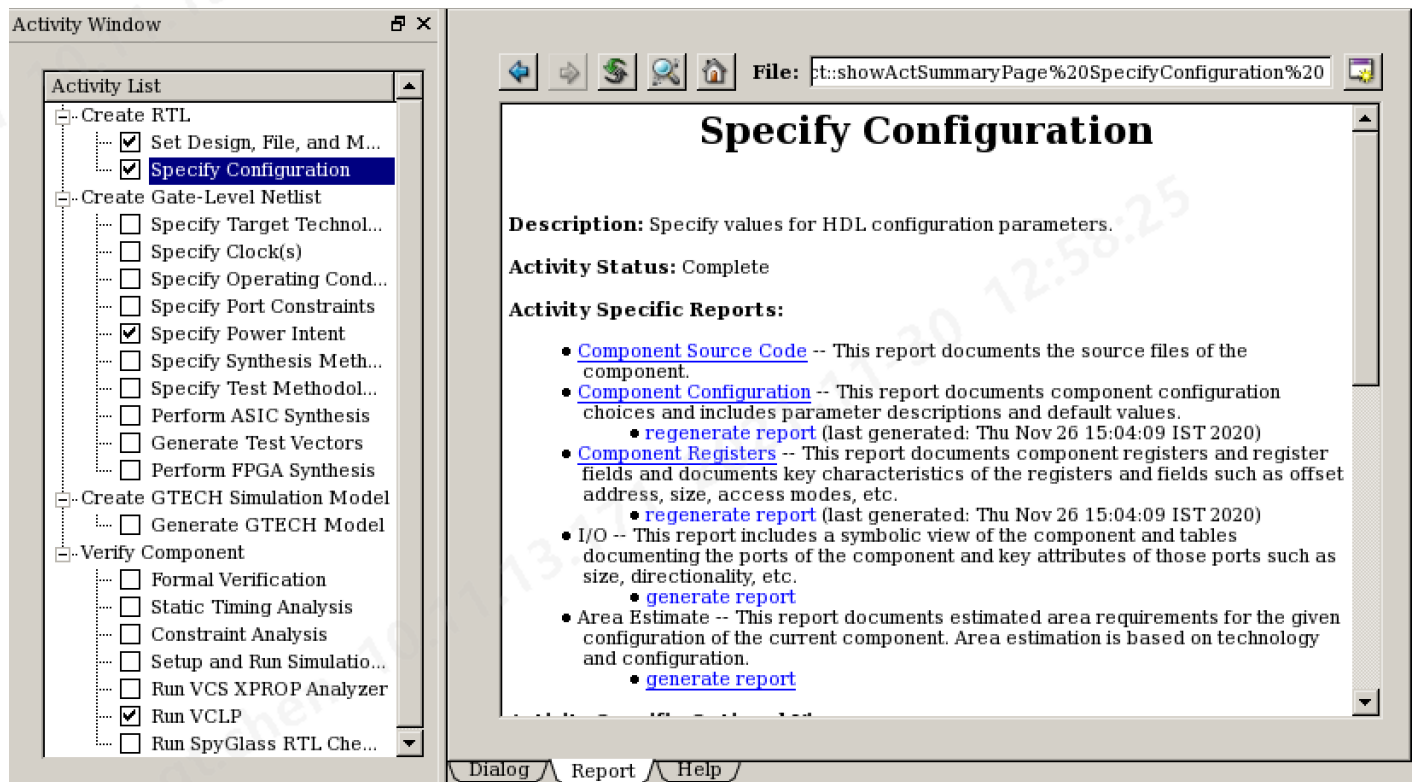 Activity Window
Activity List
Create RTL
Set Design, File, and M...
Specify Configuration
Create Gate-Level Netlist
Specify Target Technol...
Specify Clock(s)
Specify Operating Cond...
Specify Port Constraints
Specify Power Intent
Specify Synthesis Meth...
Specify Test Methodol...
Perform ASIC Synthesis
Generate Test Vectors
Perform FPGA Synthesis
Create GTECH Simulation Model
Generate GTECH Model
Verify Component
Formal Verification
Static Timing Analysis
Constraint Analysis
Setup and Run Simulatio...
Run VCS XPROP Analyzer
Run VCLP
Run SpyGlass RTL Che...
File: ct::showActSummaryPage%20SpecifyConfiguration%20
Specify Configuration
Description: Specify values for HDL configuration parameters.
Activity Status: Complete
Activity Specific Reports:
Component Source Code -- This report documents the source files of the
component.
Component Configuration -- This report documents component configuration
choices and includes parameter descriptions and default values.
regenerate report (last generated: Thu Nov 26 15:04:09 IST 2020)
Component Registers -- This report documents component registers and register
fields and documents key characteristics of the registers and fields such as offset
address, size, access modes, etc.
regenerate report (last generated: Thu Nov 26 15:04:09 IST 2020)
I/O -- This report includes a symbolic view of the component and tables
documenting the ports of the component and key attributes of those ports such as
size, directionality, etc.
generate report
Area Estimate -- This report documents estimated area requirements for the given
configuration of the current component. Area estimation is based on technology
and configuration.
generate report
Dialog Report Help
11-30 12:58:25